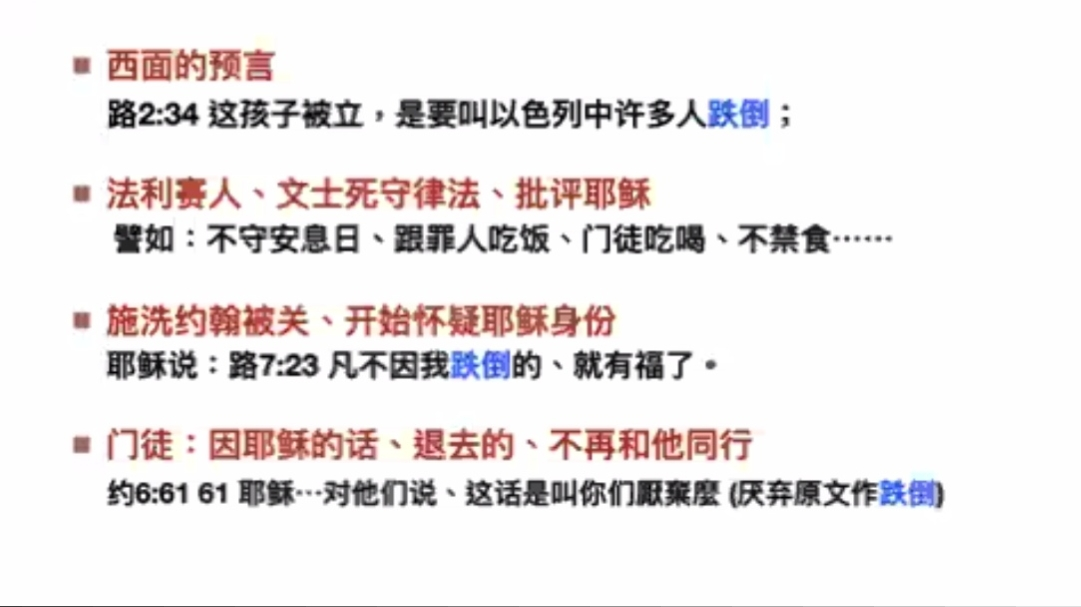 西面的预言
路2:34 这孩子被立，是要叫以色列中许多人跌倒；
法利赛人、文士死守律法、批评耶稣
譬如：不守安息日、跟罪人吃饭、门徒吃喝、不禁食⋯⋯
施洗约翰被关、开始怀疑耶稣身份
耶稣说：路7:23 凡不因我跌倒的、就有福了。
门徒：因耶稣的话、退去的、不再和他同行
约6:61 61 耶稣⋯对他们说、这话是叫你们厭棄麼 (厌弃原文作跌倒)